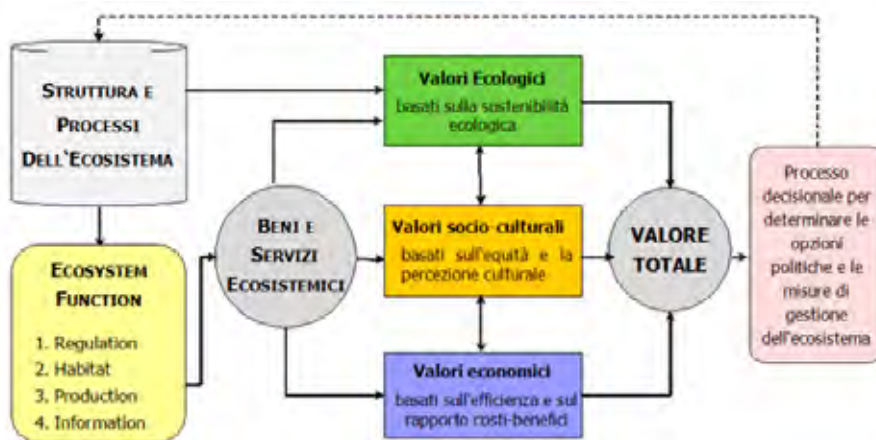 STRUTTURA E
PROCESSI
DELL'ECOSISTEMA
ECOSYSTEM
FUNCTION
1. Regulation
2. Habitat
3. Production
4. Information
BENI E
SERVIZI
ECOSISTEMICI
Valori Ecologici
basati sulla sostenibilità
ecologica
Valori socio-culturali
basati sull'equità e la
percezione culturale
Valori economici
basati sull'efficienza e sul
rapporto costi-benefici
VALORE
TOTALE
Processo
decisionale per
determinare le
opzioni
politiche e le
misure di
gestione
dell'ecosistema